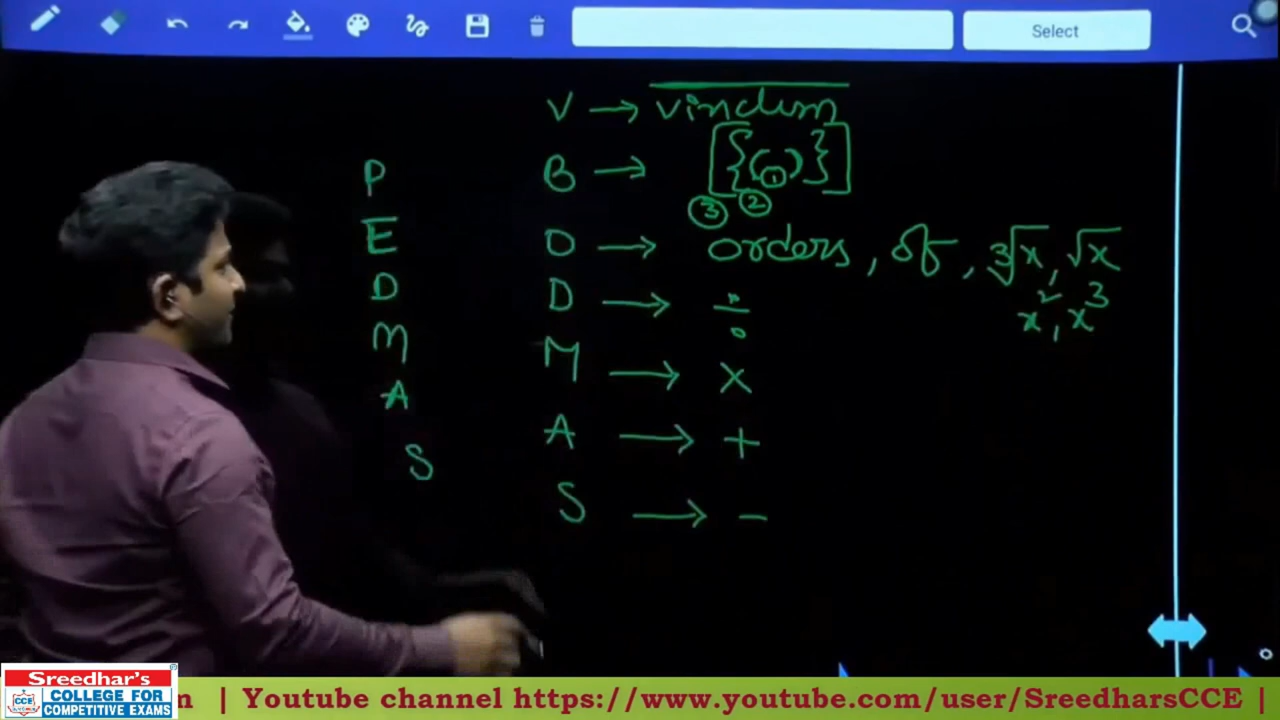 Select
V → vinclum
P B → [{(1)}]
3 2
E O → orders, of, ∛x, √x
x², x³
D D → ÷
M M → ×
A A → +
S S → −
Sreedhar's
CCE
COLLEGE FOR
COMPETITIVE EXAMS
n | Youtube channel https://www.youtube.com/user/SreedharsCCE |